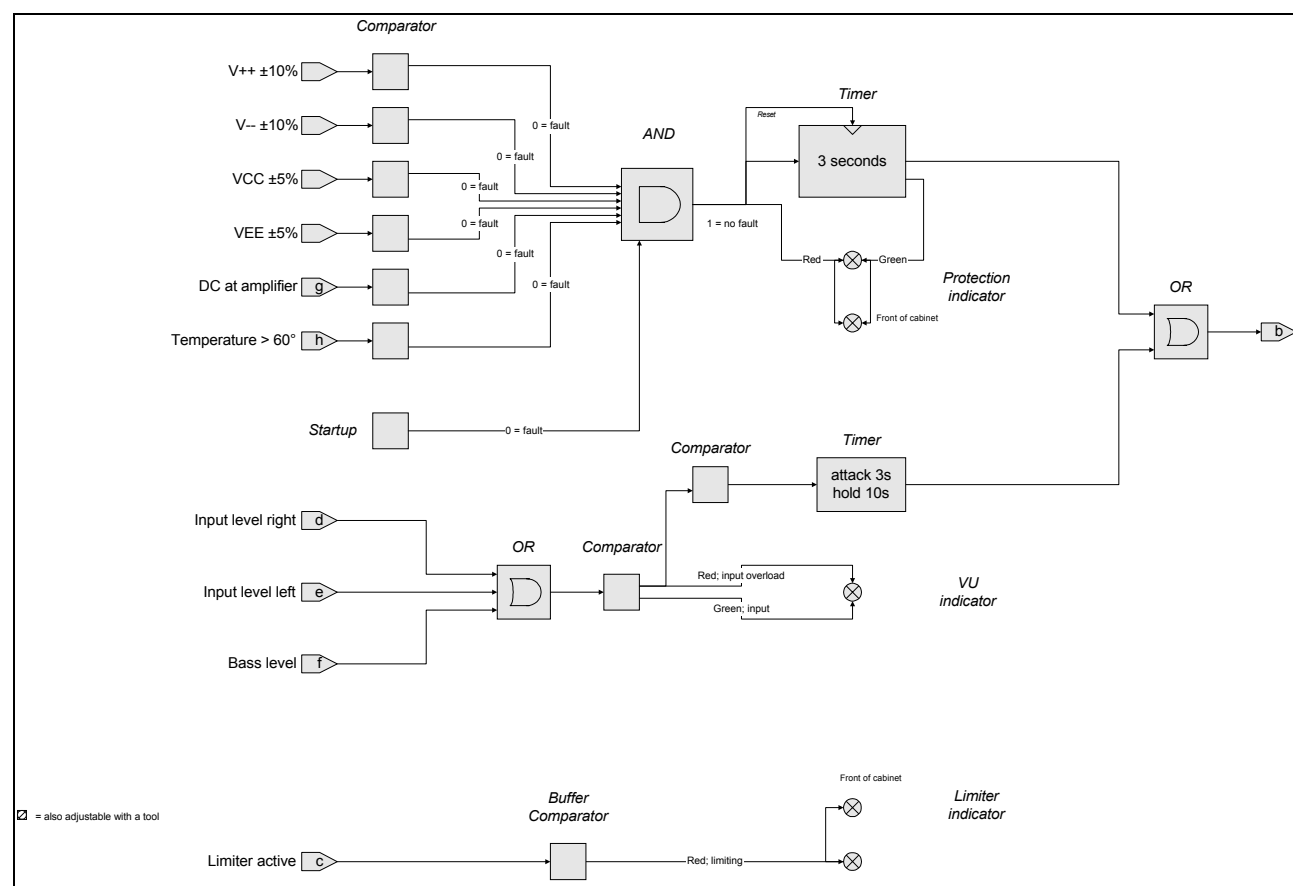 Comparator
V++ ±10%
V-- ±10%
VCC ±5%
VEE ±5%
DC at amplifier g
Temperature > 60° h
Startup
0 = fault
0 = fault
0 = fault
0 = fault
0 = fault
0 = fault
0 = fault
AND
1 = no fault
Timer
Reset
3 seconds
Red
Green
Protection
indicator
Front of cabinet
OR
b
Comparator
Timer
attack 3s
hold 10s
Input level right d
Input level left e
Bass level f
OR
Comparator
Red; input overload
Green; input
VU
indicator
= also adjustable with a tool
Limiter active c
Buffer
Comparator
Red; limiting
Front of cabinet
Limiter
indicator